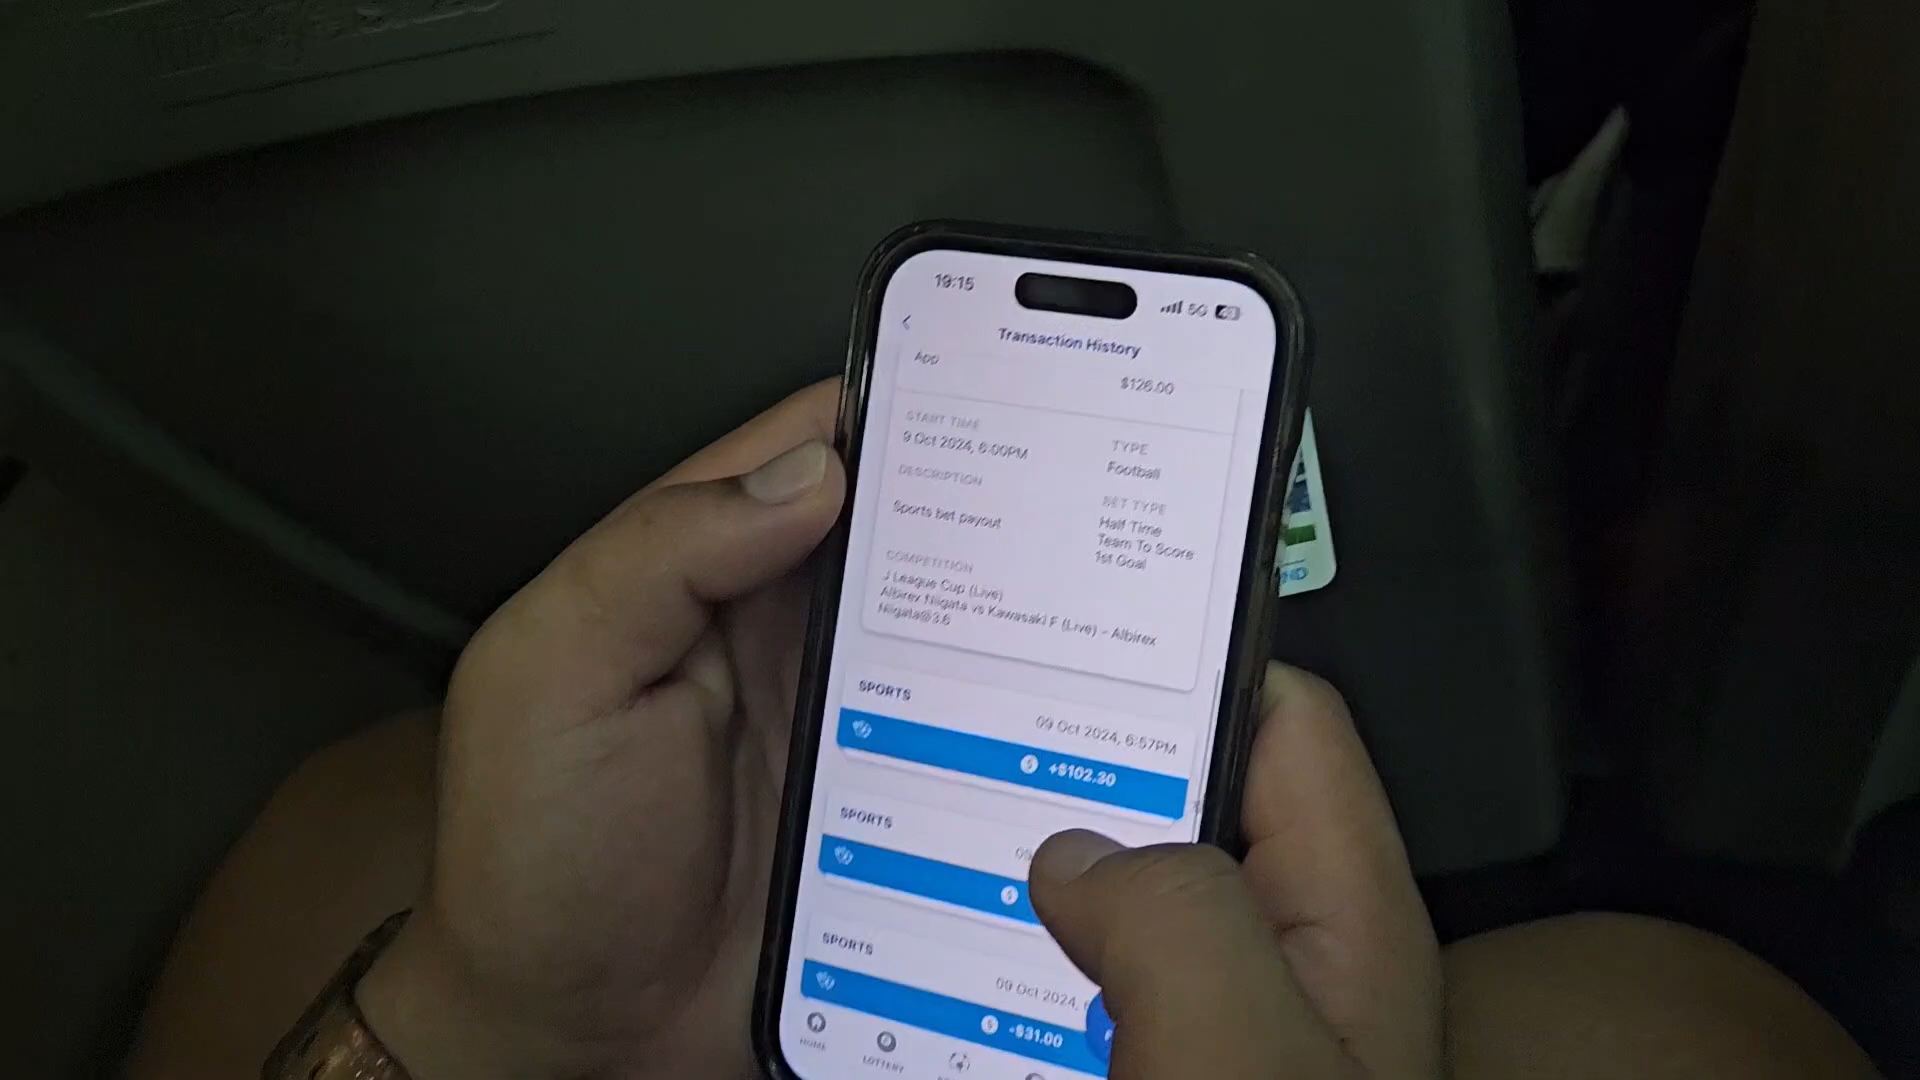 19:15
5G
Transaction History
App
$126.00
START TIME
9 Oct 2024, 6:00PM
TYPE
Football
DESCRIPTION
Sports bet payout
BET TYPE
Half Time
Team To Score
1st Goal
COMPETITION
J League Cup (Live)
Albirex Niigata vs Kawasaki F (Live) - Albirex
Niigata@3.6
SPORTS
09 Oct 2024, 6:57PM
+$102.30
SPORTS
09
SPORTS
09 Oct 2024,
-$31.00
HOME
LOTTERY